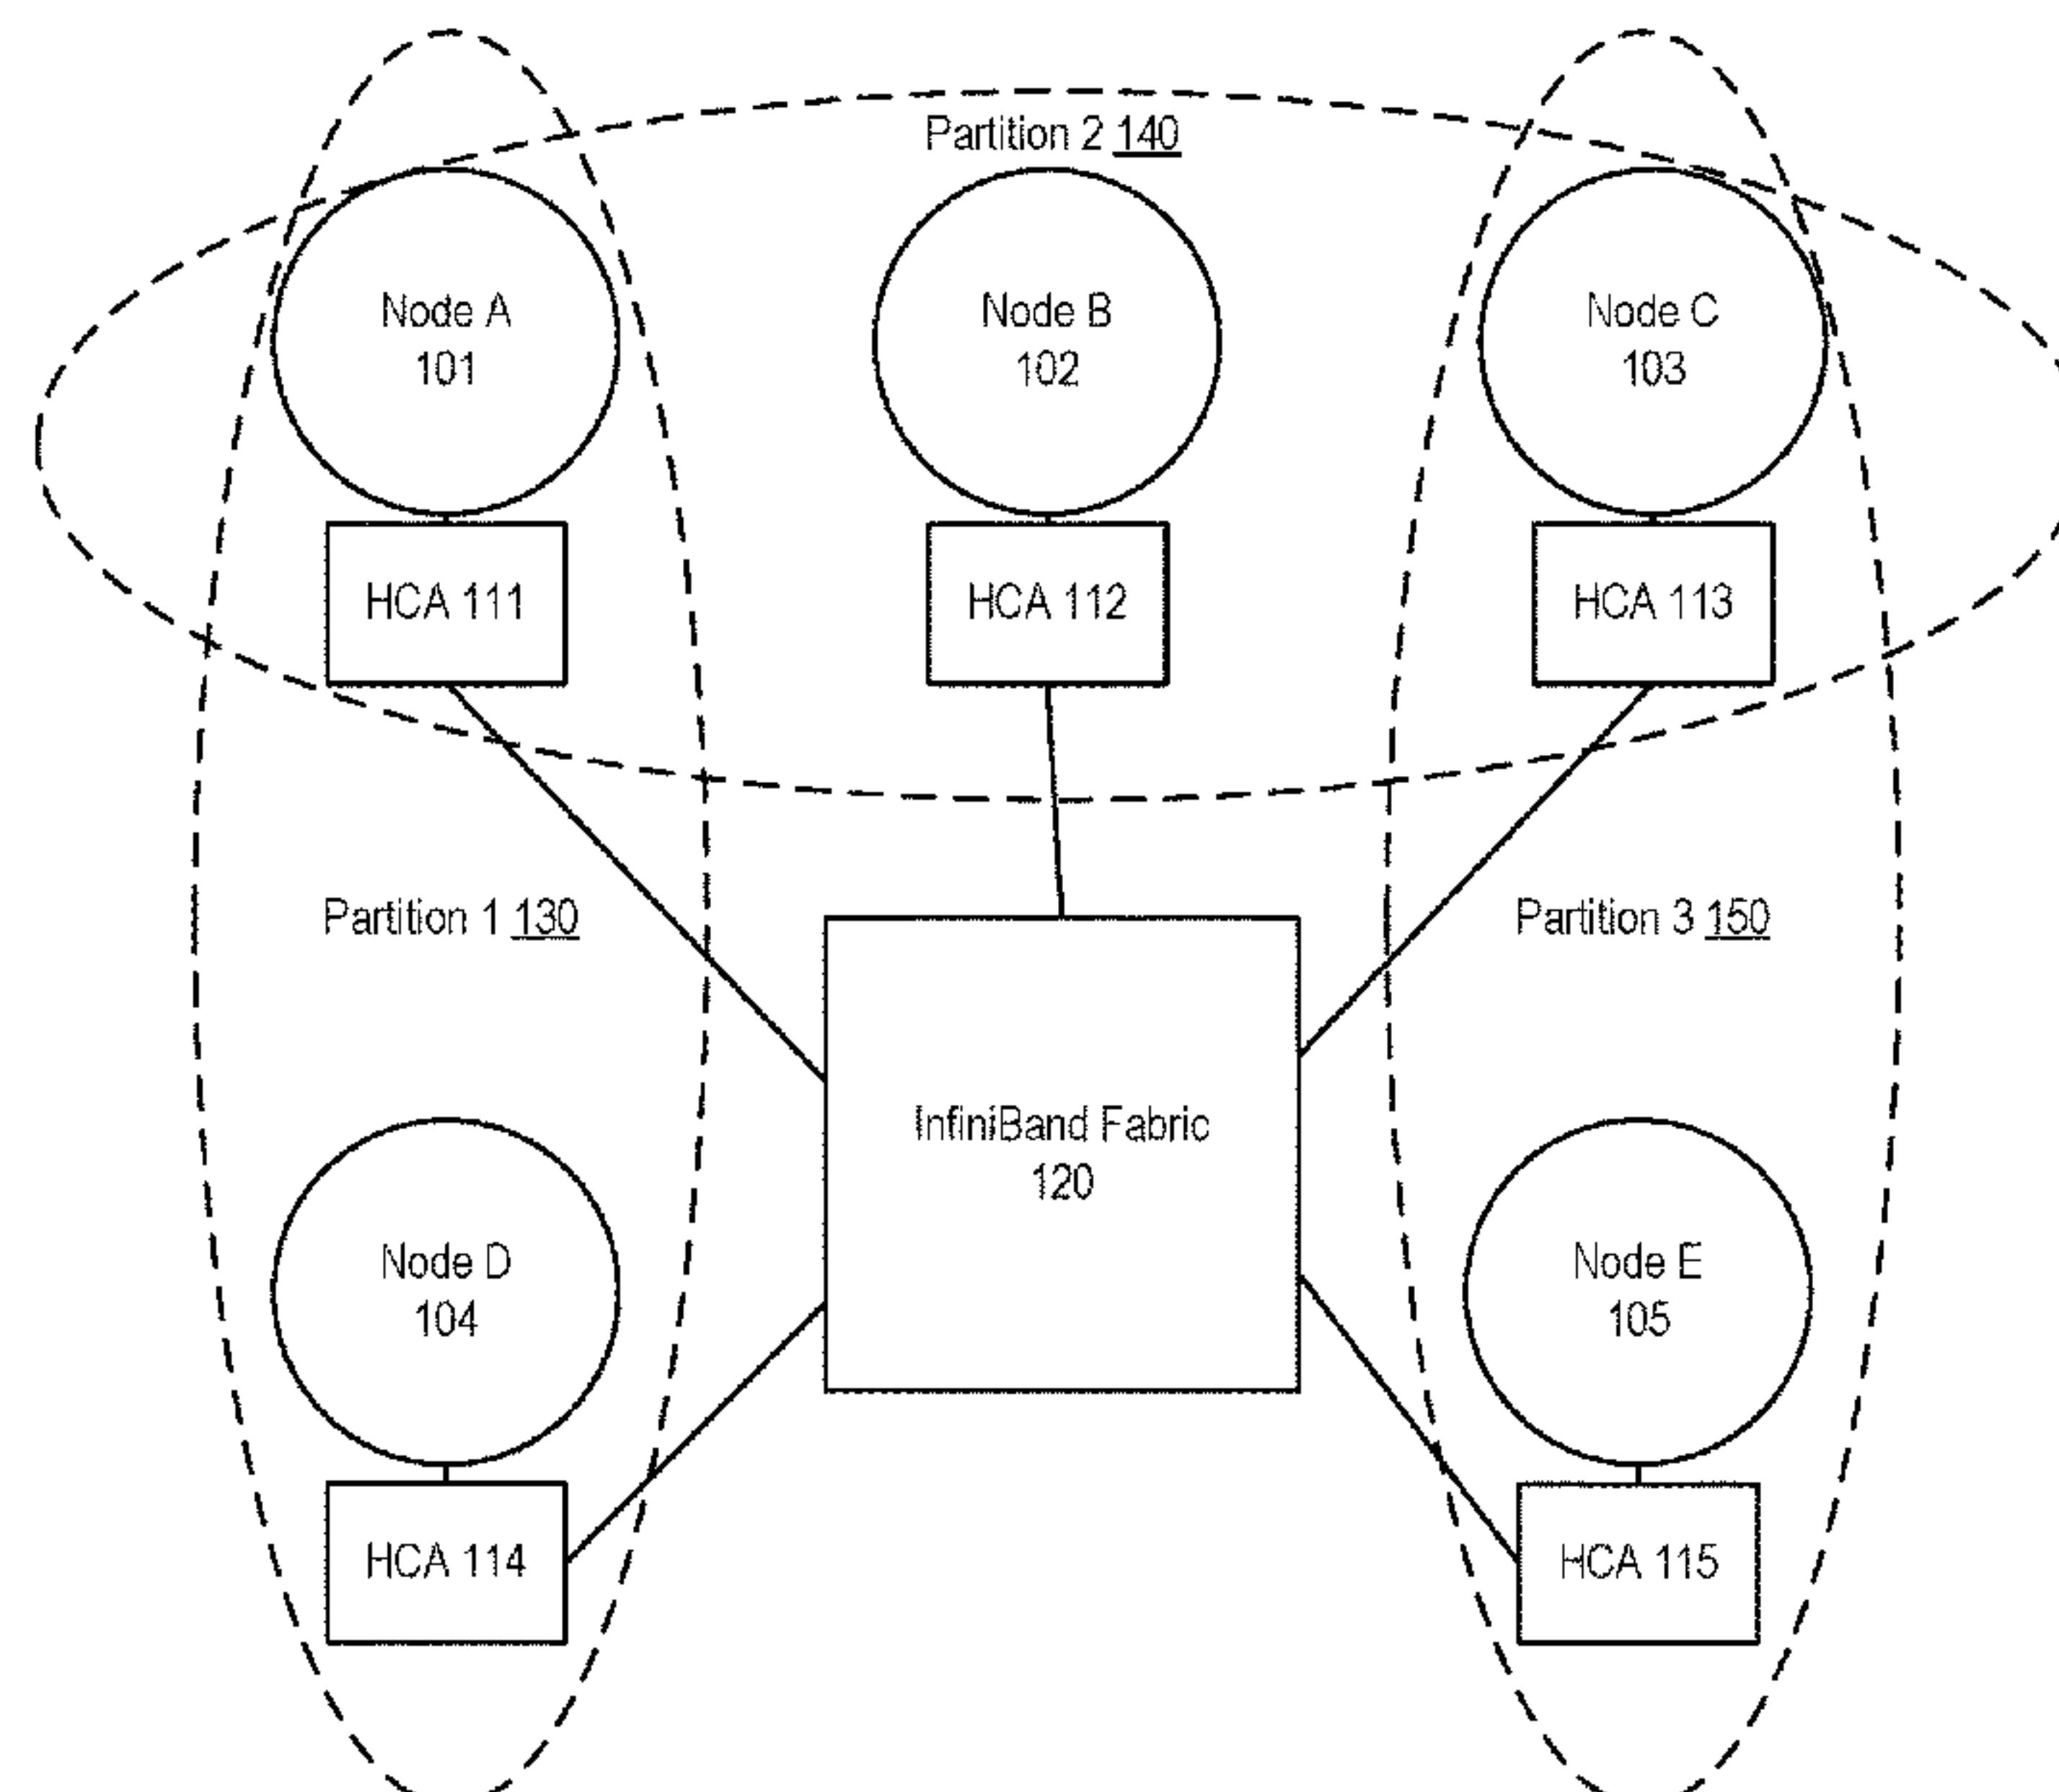 Partition 2 140
Node A
101
Node B
102
Node C
103
HCA 111
HCA 112
HCA 113
Partition 1 130
Partition 3 150
InfiniBand Fabric
120
Node D
104
Node E
105
HCA 114
HCA 115